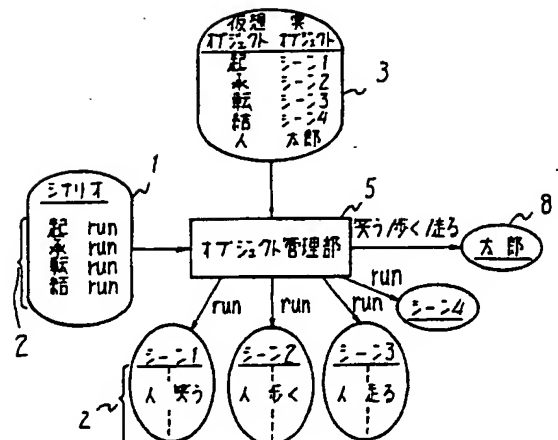 仮想 実
オブジェクト オブジェクト
起 シーン1
承 シーン2
転 シーン3
結 シーン4
人 太郎
3
1
シナリオ
起 run
承 run
転 run
結 run
2
5
オブジェクト管理部
笑う/歩く/走る
8
太郎
run
シーン4
run
run
run
シーン1
人 笑う
シーン2
人 歩く
シーン3
人 走る
2